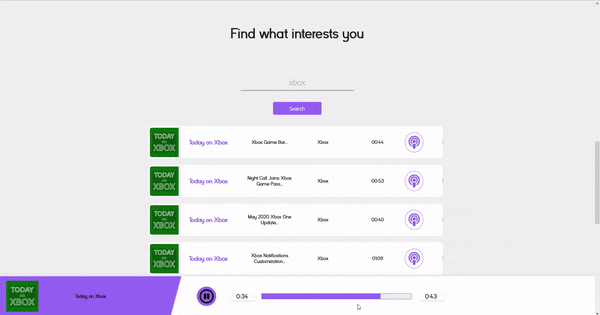 Find what interests you
xbox
Search
TODAY
ON
XBOX
Today on Xbox
Xbox Game Bar...
Xbox
00:44
TODAY
ON
XBOX
Today on Xbox
Night Call Joins Xbox
Game Pass...
Xbox
00:53
TODAY
ON
XBOX
Today on Xbox
May 2020 Xbox One
Update...
Xbox
00:40
TODAY
ON
XBOX
Today on Xbox
Xbox Notifications
Customization...
Xbox
01:09
TODAY
ON
XBOX
Today on Xbox
0:34
0:43